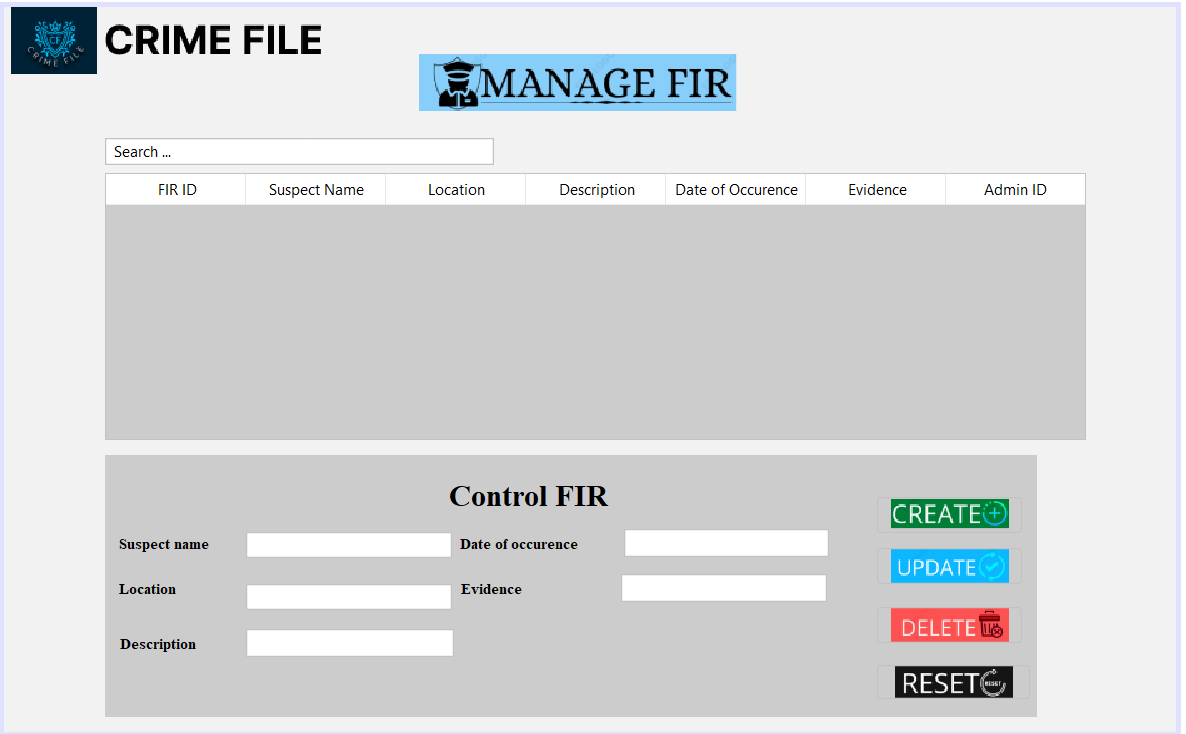 CF
CRIME FILE
CRIME FILE
MANAGE FIR
Search ...
FIR ID Suspect Name Location Description Date of Occurence Evidence Admin ID
Control FIR
CREATE
Suspect name Date of occurence
UPDATE
Location Evidence
DELETE
Description
RESET RESET